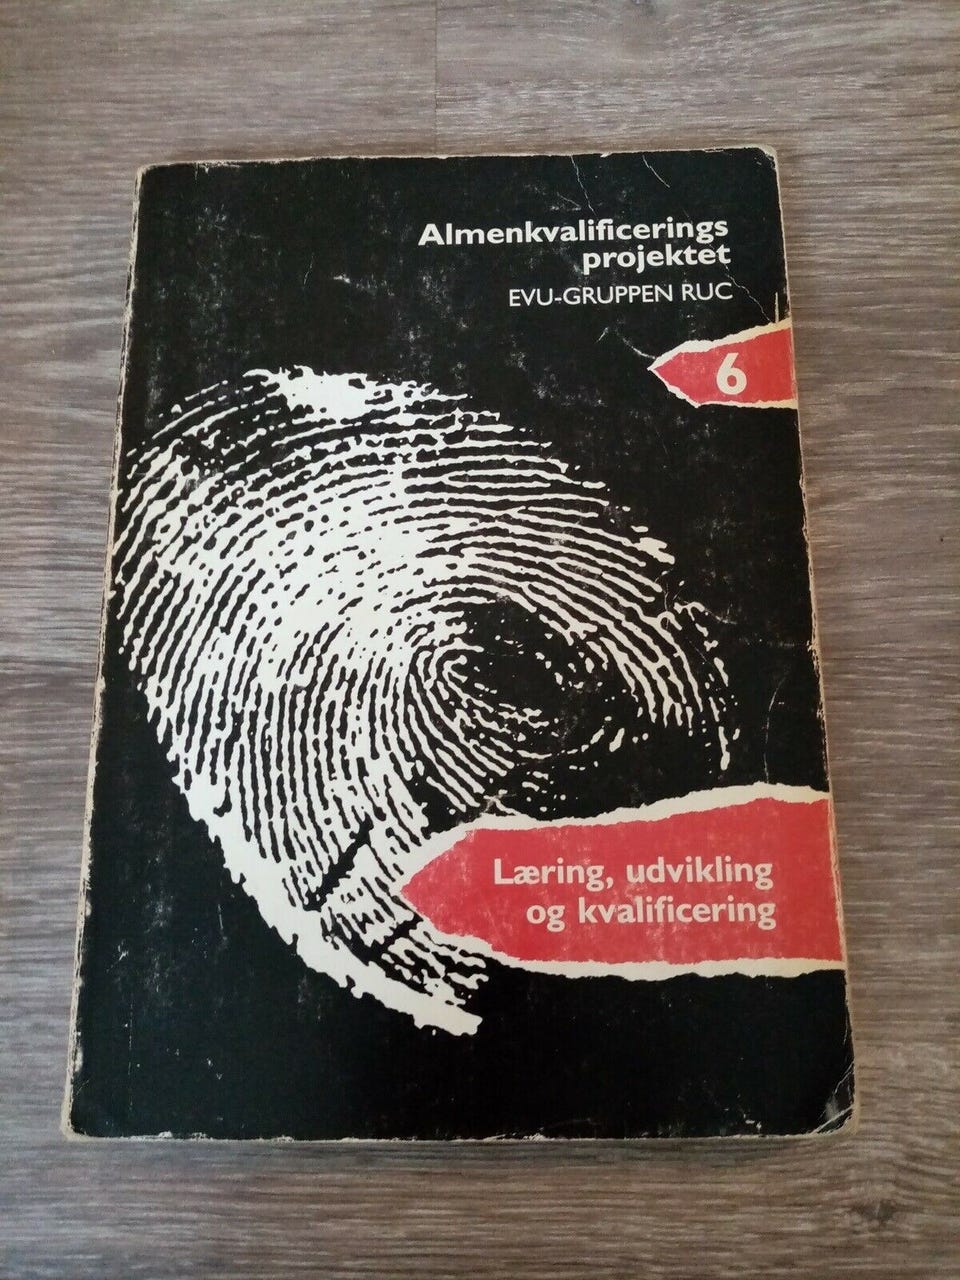 Almenkvalificerings
projektet
EVU-GRUPPEN RUC
6
Læring, udvikling
og kvalificering